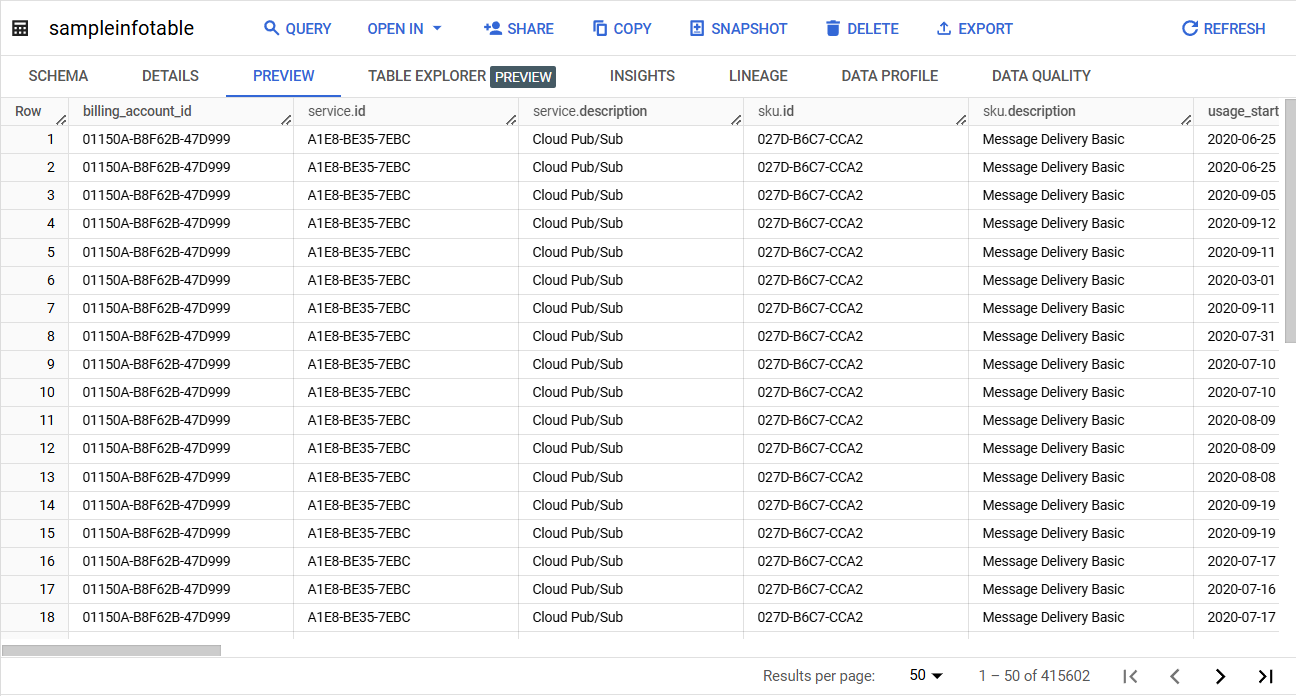 sampleinfotable QUERY OPEN IN SHARE COPY SNAPSHOT DELETE EXPORT REFRESH
SCHEMA DETAILS PREVIEW TABLE EXPLORER PREVIEW INSIGHTS LINEAGE DATA PROFILE DATA QUALITY
Row billing_account_id service.id service.description sku.id sku.description usage_start
1 01150A-B8F62B-47D999 A1E8-BE35-7EBC Cloud Pub/Sub 027D-B6C7-CCA2 Message Delivery Basic 2020-06-25
2 01150A-B8F62B-47D999 A1E8-BE35-7EBC Cloud Pub/Sub 027D-B6C7-CCA2 Message Delivery Basic 2020-06-25
3 01150A-B8F62B-47D999 A1E8-BE35-7EBC Cloud Pub/Sub 027D-B6C7-CCA2 Message Delivery Basic 2020-09-05
4 01150A-B8F62B-47D999 A1E8-BE35-7EBC Cloud Pub/Sub 027D-B6C7-CCA2 Message Delivery Basic 2020-09-12
5 01150A-B8F62B-47D999 A1E8-BE35-7EBC Cloud Pub/Sub 027D-B6C7-CCA2 Message Delivery Basic 2020-09-11
6 01150A-B8F62B-47D999 A1E8-BE35-7EBC Cloud Pub/Sub 027D-B6C7-CCA2 Message Delivery Basic 2020-03-01
7 01150A-B8F62B-47D999 A1E8-BE35-7EBC Cloud Pub/Sub 027D-B6C7-CCA2 Message Delivery Basic 2020-09-11
8 01150A-B8F62B-47D999 A1E8-BE35-7EBC Cloud Pub/Sub 027D-B6C7-CCA2 Message Delivery Basic 2020-07-31
9 01150A-B8F62B-47D999 A1E8-BE35-7EBC Cloud Pub/Sub 027D-B6C7-CCA2 Message Delivery Basic 2020-07-10
10 01150A-B8F62B-47D999 A1E8-BE35-7EBC Cloud Pub/Sub 027D-B6C7-CCA2 Message Delivery Basic 2020-07-10
11 01150A-B8F62B-47D999 A1E8-BE35-7EBC Cloud Pub/Sub 027D-B6C7-CCA2 Message Delivery Basic 2020-08-09
12 01150A-B8F62B-47D999 A1E8-BE35-7EBC Cloud Pub/Sub 027D-B6C7-CCA2 Message Delivery Basic 2020-08-09
13 01150A-B8F62B-47D999 A1E8-BE35-7EBC Cloud Pub/Sub 027D-B6C7-CCA2 Message Delivery Basic 2020-08-08
14 01150A-B8F62B-47D999 A1E8-BE35-7EBC Cloud Pub/Sub 027D-B6C7-CCA2 Message Delivery Basic 2020-09-19
15 01150A-B8F62B-47D999 A1E8-BE35-7EBC Cloud Pub/Sub 027D-B6C7-CCA2 Message Delivery Basic 2020-09-19
16 01150A-B8F62B-47D999 A1E8-BE35-7EBC Cloud Pub/Sub 027D-B6C7-CCA2 Message Delivery Basic 2020-07-17
17 01150A-B8F62B-47D999 A1E8-BE35-7EBC Cloud Pub/Sub 027D-B6C7-CCA2 Message Delivery Basic 2020-07-16
18 01150A-B8F62B-47D999 A1E8-BE35-7EBC Cloud Pub/Sub 027D-B6C7-CCA2 Message Delivery Basic 2020-07-17
Results per page: 50 1 – 50 of 415602